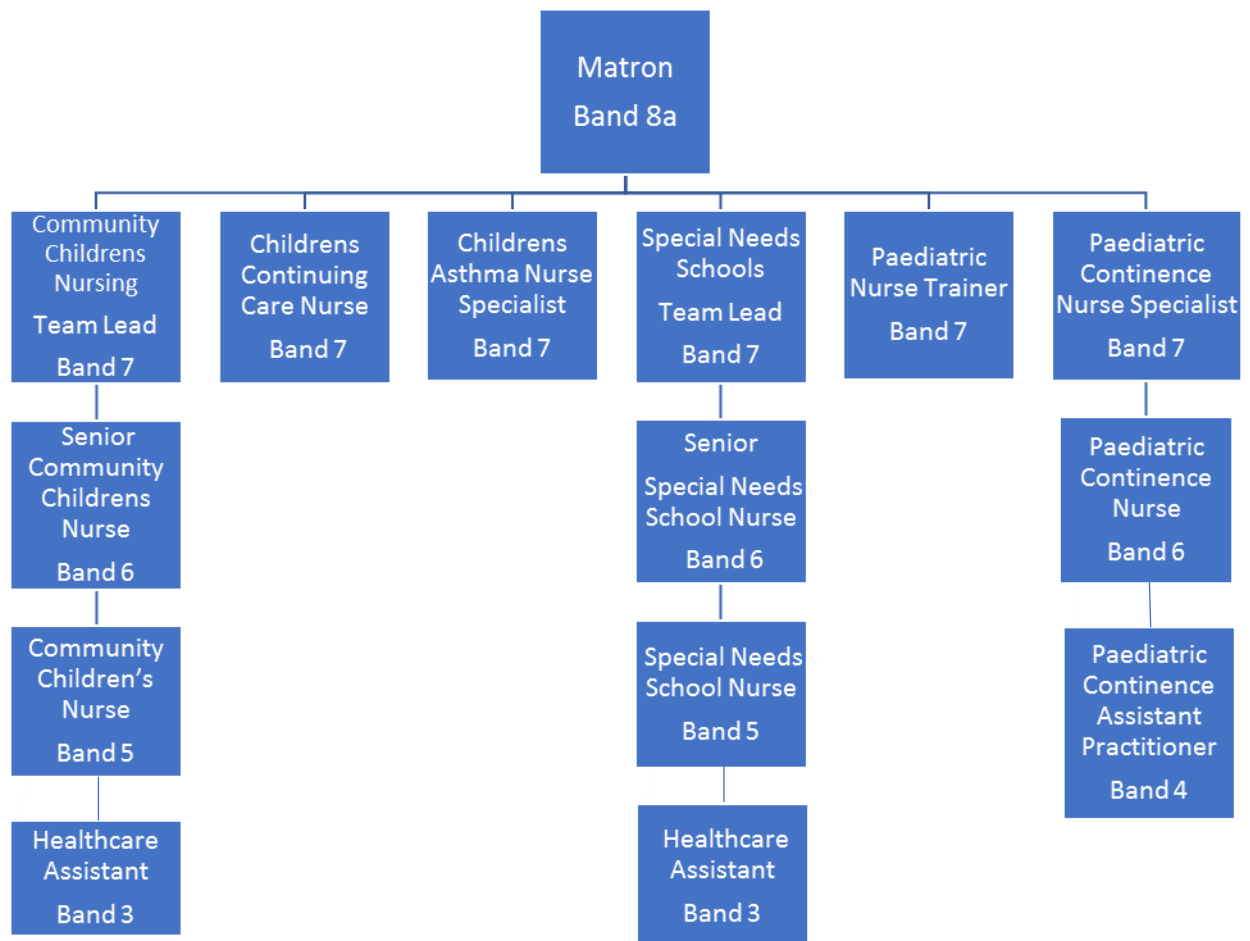 Matron
Band 8a
Community
Childrens
Nursing
Team Lead
Band 7
Childrens
Continuing
Care Nurse
Band 7
Childrens
Asthma Nurse
Specialist
Band 7
Special Needs
Schools
Team Lead
Band 7
Paediatric
Nurse Trainer
Band 7
Paediatric
Continence
Nurse Specialist
Band 7
Senior
Community
Childrens
Nurse
Band 6
Senior
Special Needs
School Nurse
Band 6
Paediatric
Continence
Nurse
Band 6
Community
Children’s
Nurse
Band 5
Special Needs
School Nurse
Band 5
Paediatric
Continence
Assistant
Practitioner
Band 4
Healthcare
Assistant
Band 3
Healthcare
Assistant
Band 3